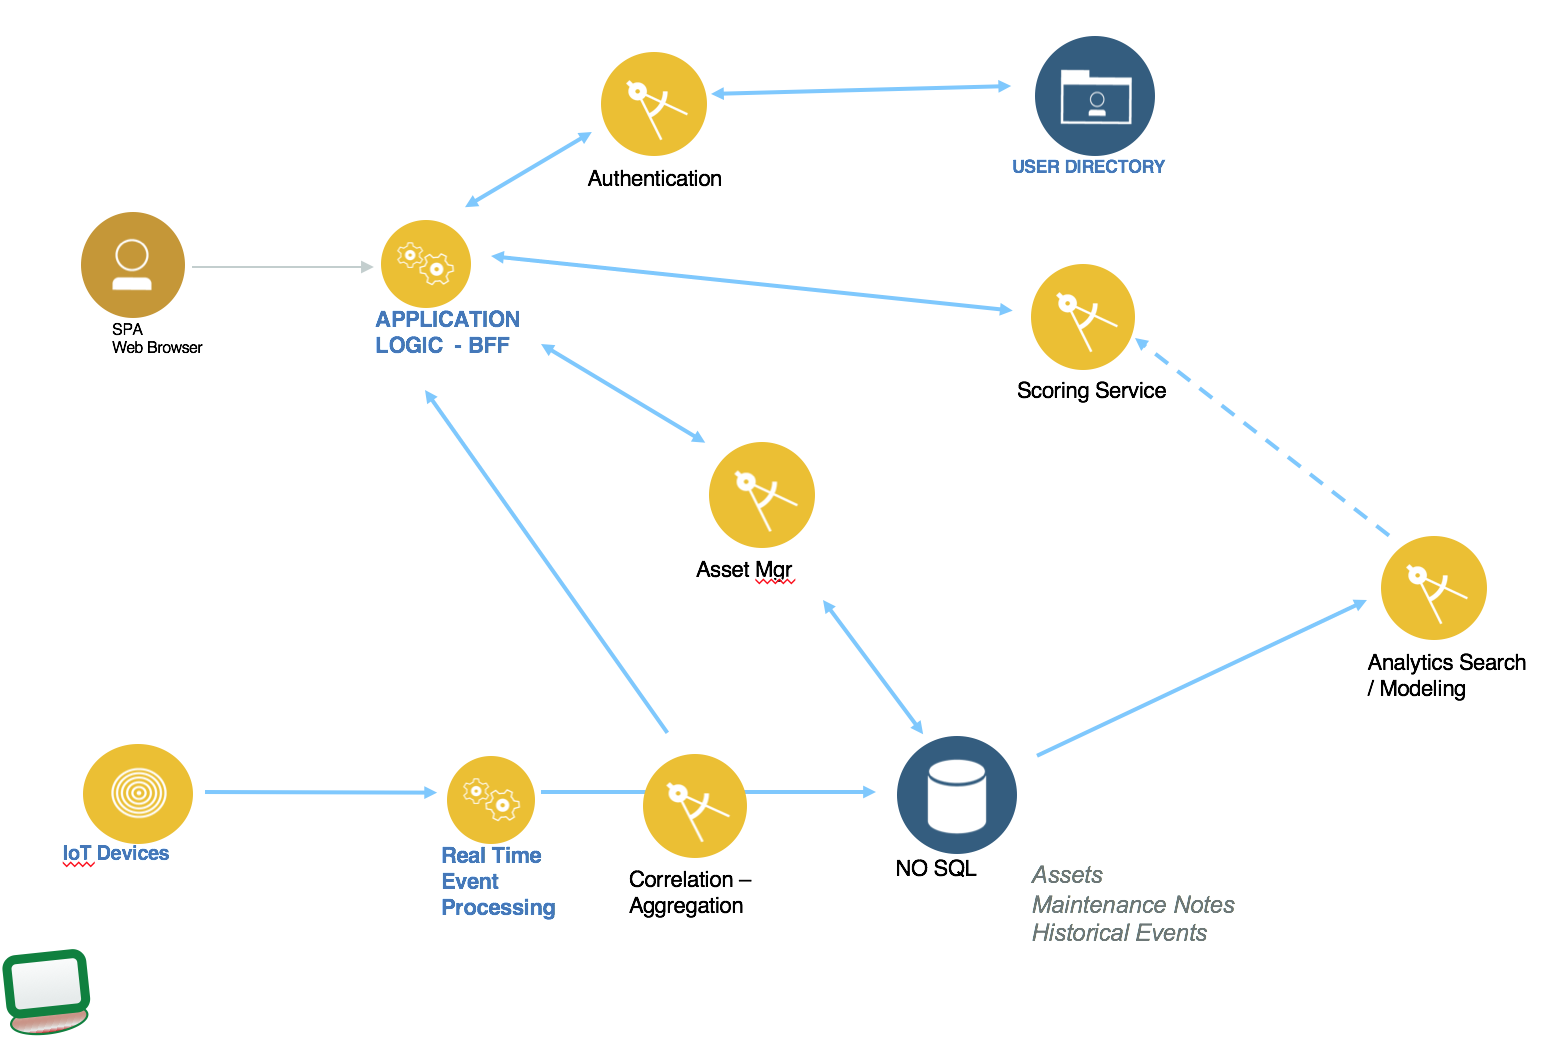 Authentication
USER DIRECTORY
SPA
Web Browser
APPLICATION
LOGIC - BFF
Scoring Service
Asset Mgr
Analytics Search
/ Modeling
IoT Devices
Real Time
Event
Processing
Correlation –
Aggregation
NO SQL
Assets
Maintenance Notes
Historical Events